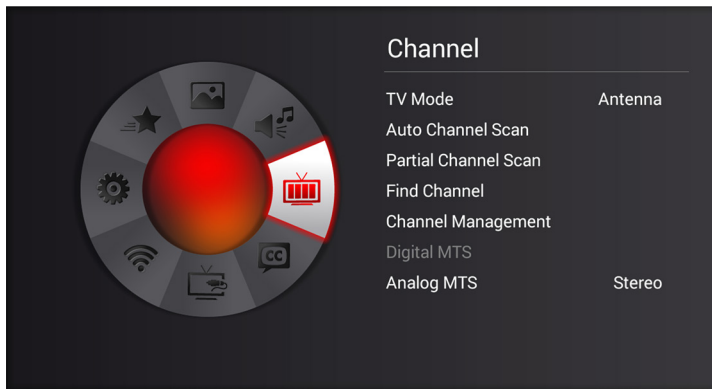 Channel
TV Mode Antenna
Auto Channel Scan
Partial Channel Scan
Find Channel
Channel Management
CC
Digital MTS
Analog MTS Stereo